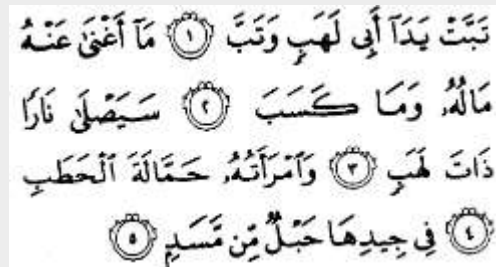 تَبَّتْ يَدَآ أَبِى لَهَبٍ وَتَبَّ ١ مَآ أَغْنَىٰ عَنْهُ
مَالُهُۥ وَمَا كَسَبَ ٢ سَيَصْلَىٰ نَارًا
ذَاتَ لَهَبٍ ٣ وَٱمْرَأَتُهُۥ حَمَّالَةَ ٱلْحَطَبِ
٤ فِى جِيدِهَا حَبْلٌ مِّن مَّسَدٍۭ ٥